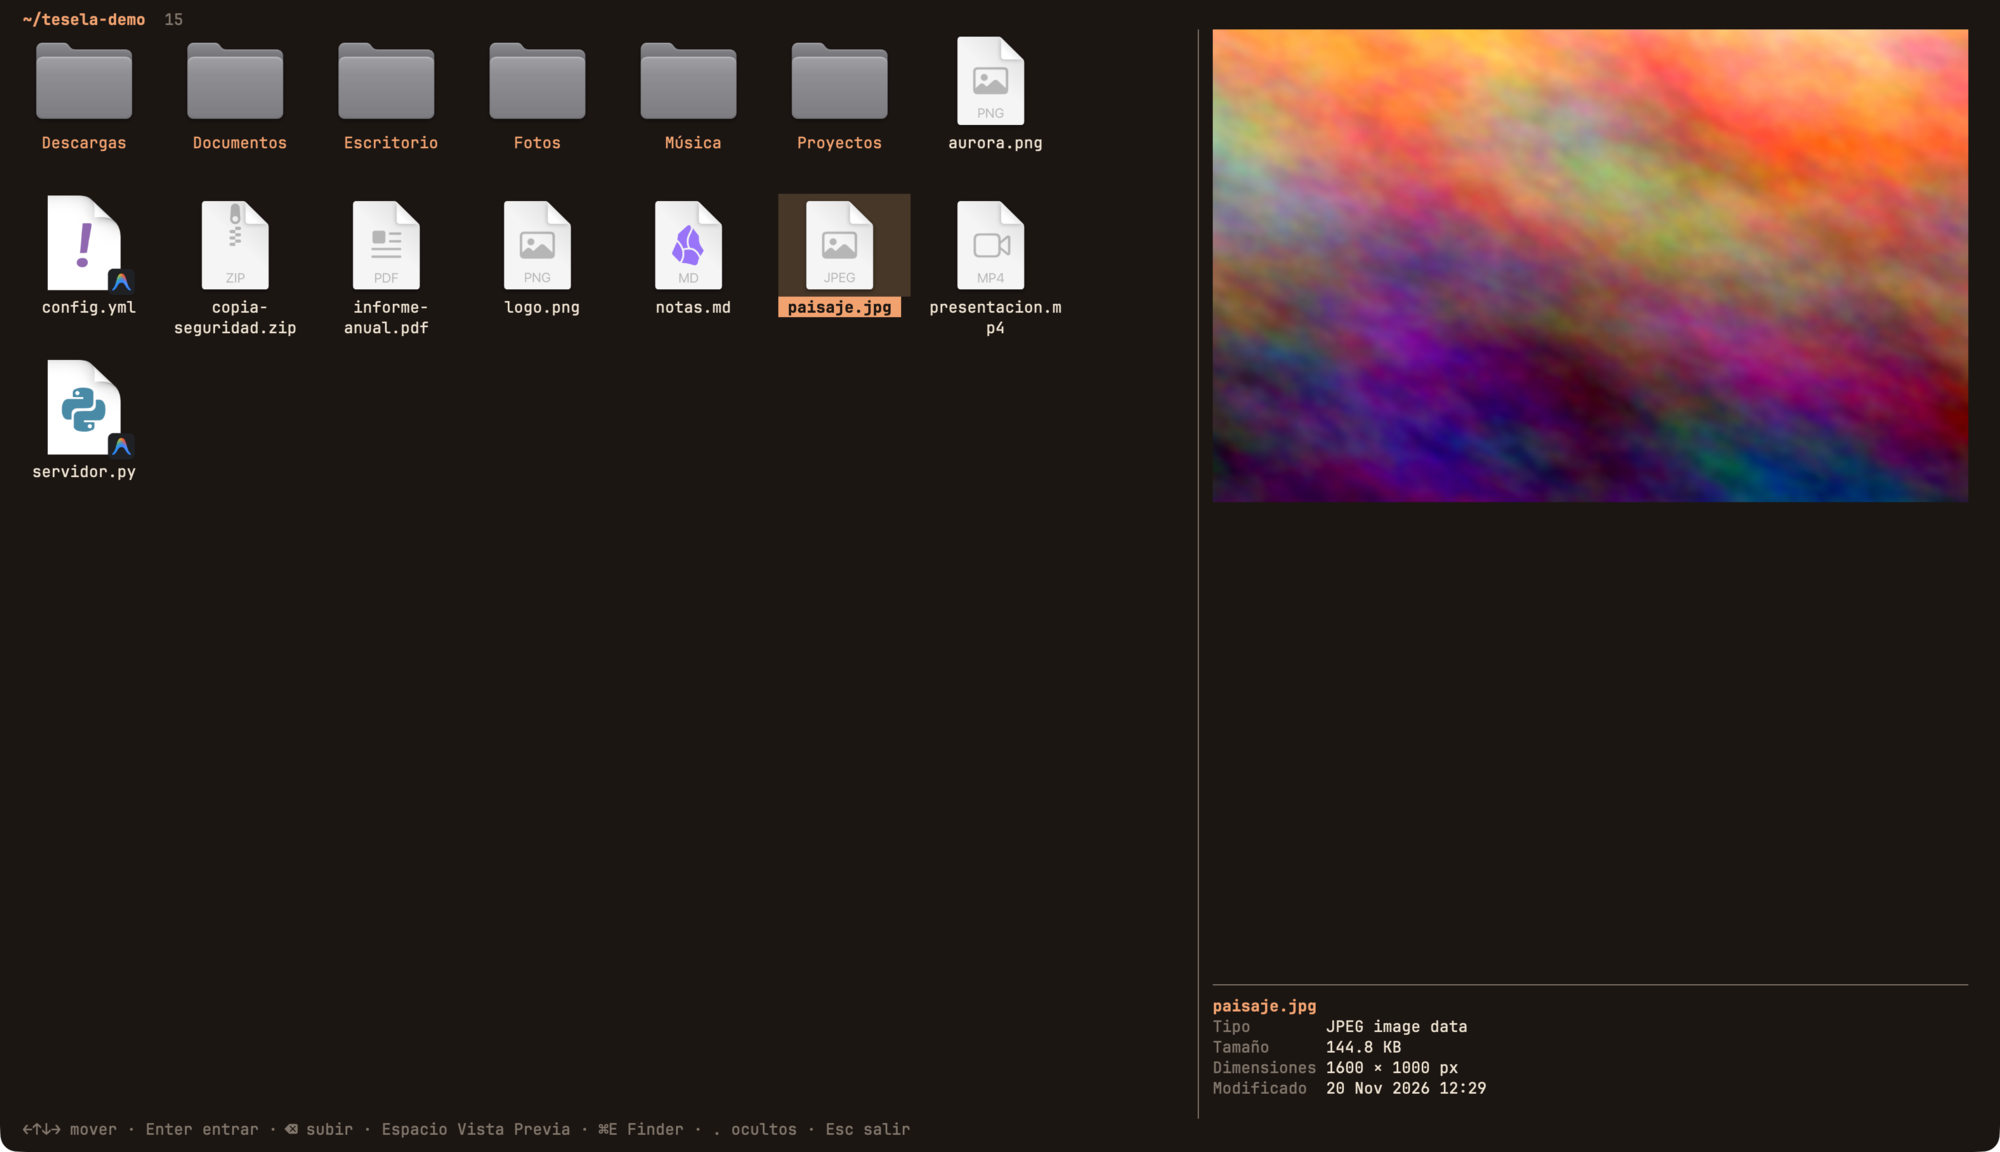 ~/tesela-demo 15
PNG
Descargas Documentos Escritorio Fotos Música Proyectos aurora.png
ZIP PDF PNG MD JPEG MP4
config.yml copia- informe- logo.png notas.md paisaje.jpg presentacion.m
seguridad.zip anual.pdf p4
servidor.py
paisaje.jpg
Tipo JPEG image data
Tamaño 144.8 KB
Dimensiones 1600 × 1000 px
Modificado 20 Nov 2026 12:29
←↑↓→ mover · Enter entrar · ⌫ subir · Espacio Vista Previa · ⌘E Finder · . ocultos · Esc salir